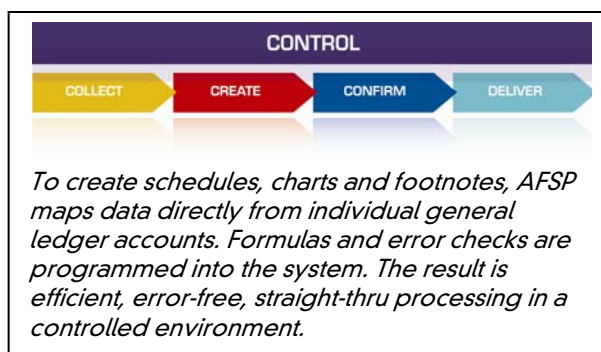 CONTROL
COLLECT CREATE CONFIRM DELIVER
To create schedules, charts and footnotes, AFSP
maps data directly from individual general
ledger accounts. Formulas and error checks are
programmed into the system. The result is
efficient, error-free, straight-thru processing in a
controlled environment.